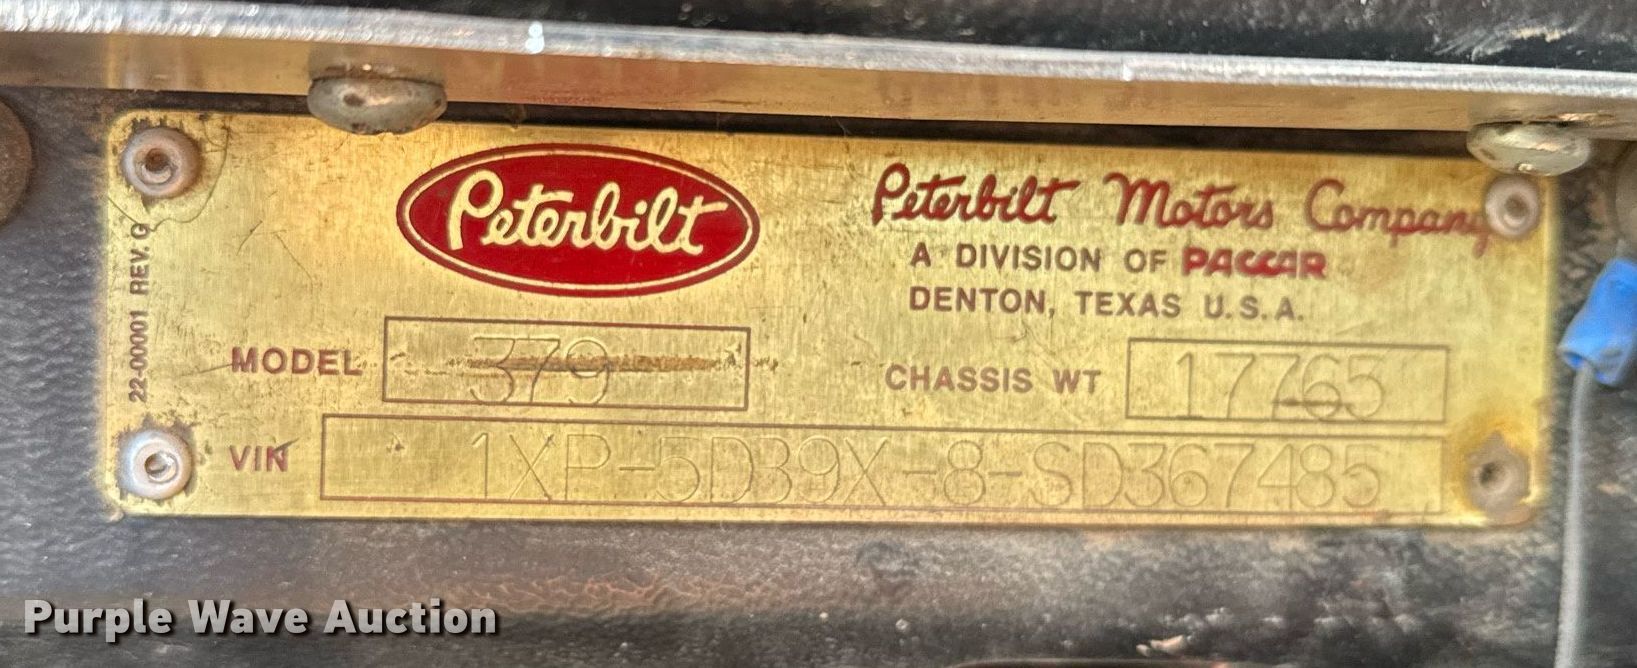 Peterbilt
Peterbilt Motors Company
A DIVISION OF PACCAR
DENTON, TEXAS U.S.A.
22-00001 REV. G
MODEL 379
CHASSIS WT 17765
VIN 1XP-5D39X-8-SD367485
Purple Wave Auction